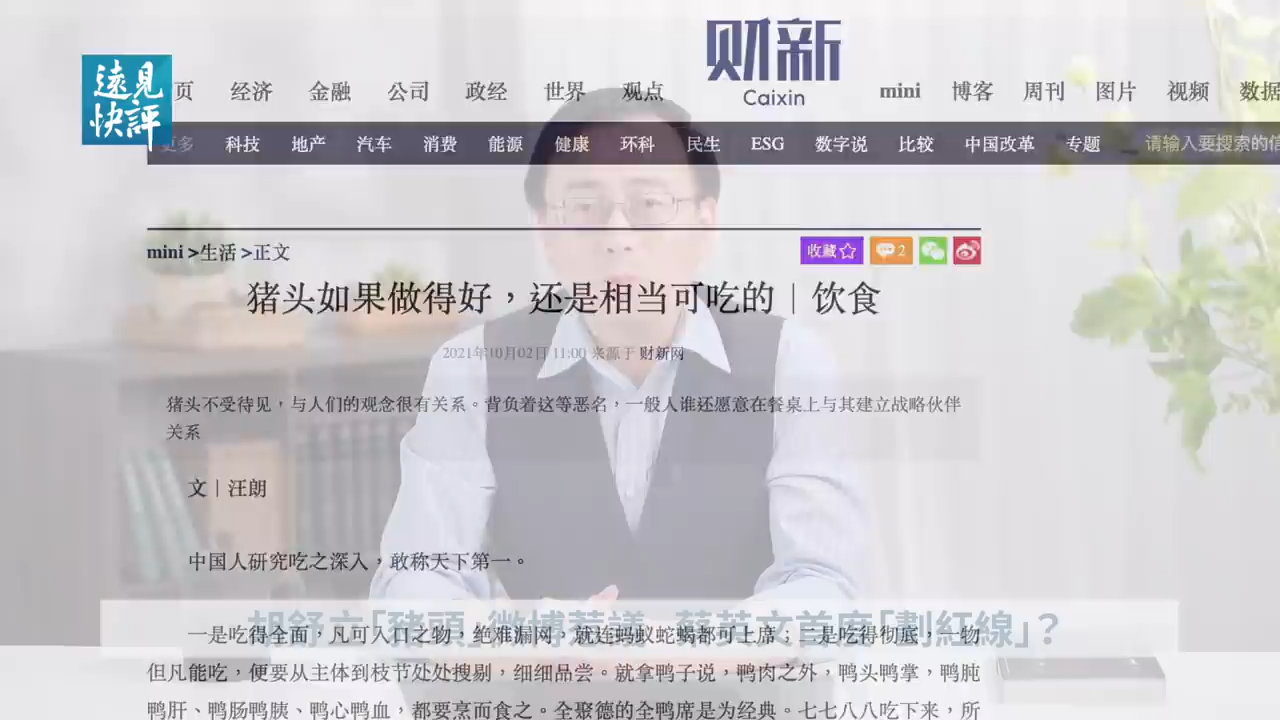 财新
Caixin
遠見
快評
页 经济 金融 公司 政经 世界 观点 mini 博客 周刊 图片 视频 数据
更多 科技 地产 汽车 消费 能源 健康 环科 民生 ESG 数字说 比较 中国改革 专题 请输入要搜索的信
mini >生活 >正文
收藏 2
猪头如果做得好，还是相当可吃的｜饮食
2021年10月02日 11:00 来源于 财新网
猪头不受待见，与人们的观念很有关系。背负着这等恶名，一般人谁还愿意在餐桌上与其建立战略伙伴
关系
文｜汪朗
中国人研究吃之深入，敢称天下第一。
胡舒立「豬頭」微博惹議 蔡英文首度「劃紅線」？
一是吃得全面，凡可入口之物，绝难漏网，就连蚂蚁蛇蝎都可上席；二是吃得彻底，一物
但凡能吃，便要从主体到枝节处处搜剔，细细品尝。就拿鸭子说，鸭肉之外，鸭头鸭掌，鸭肫
鸭肝、鸭肠鸭胰、鸭心鸭血，都要烹而食之。全聚德的全鸭席是为经典。七七八八吃下来，所